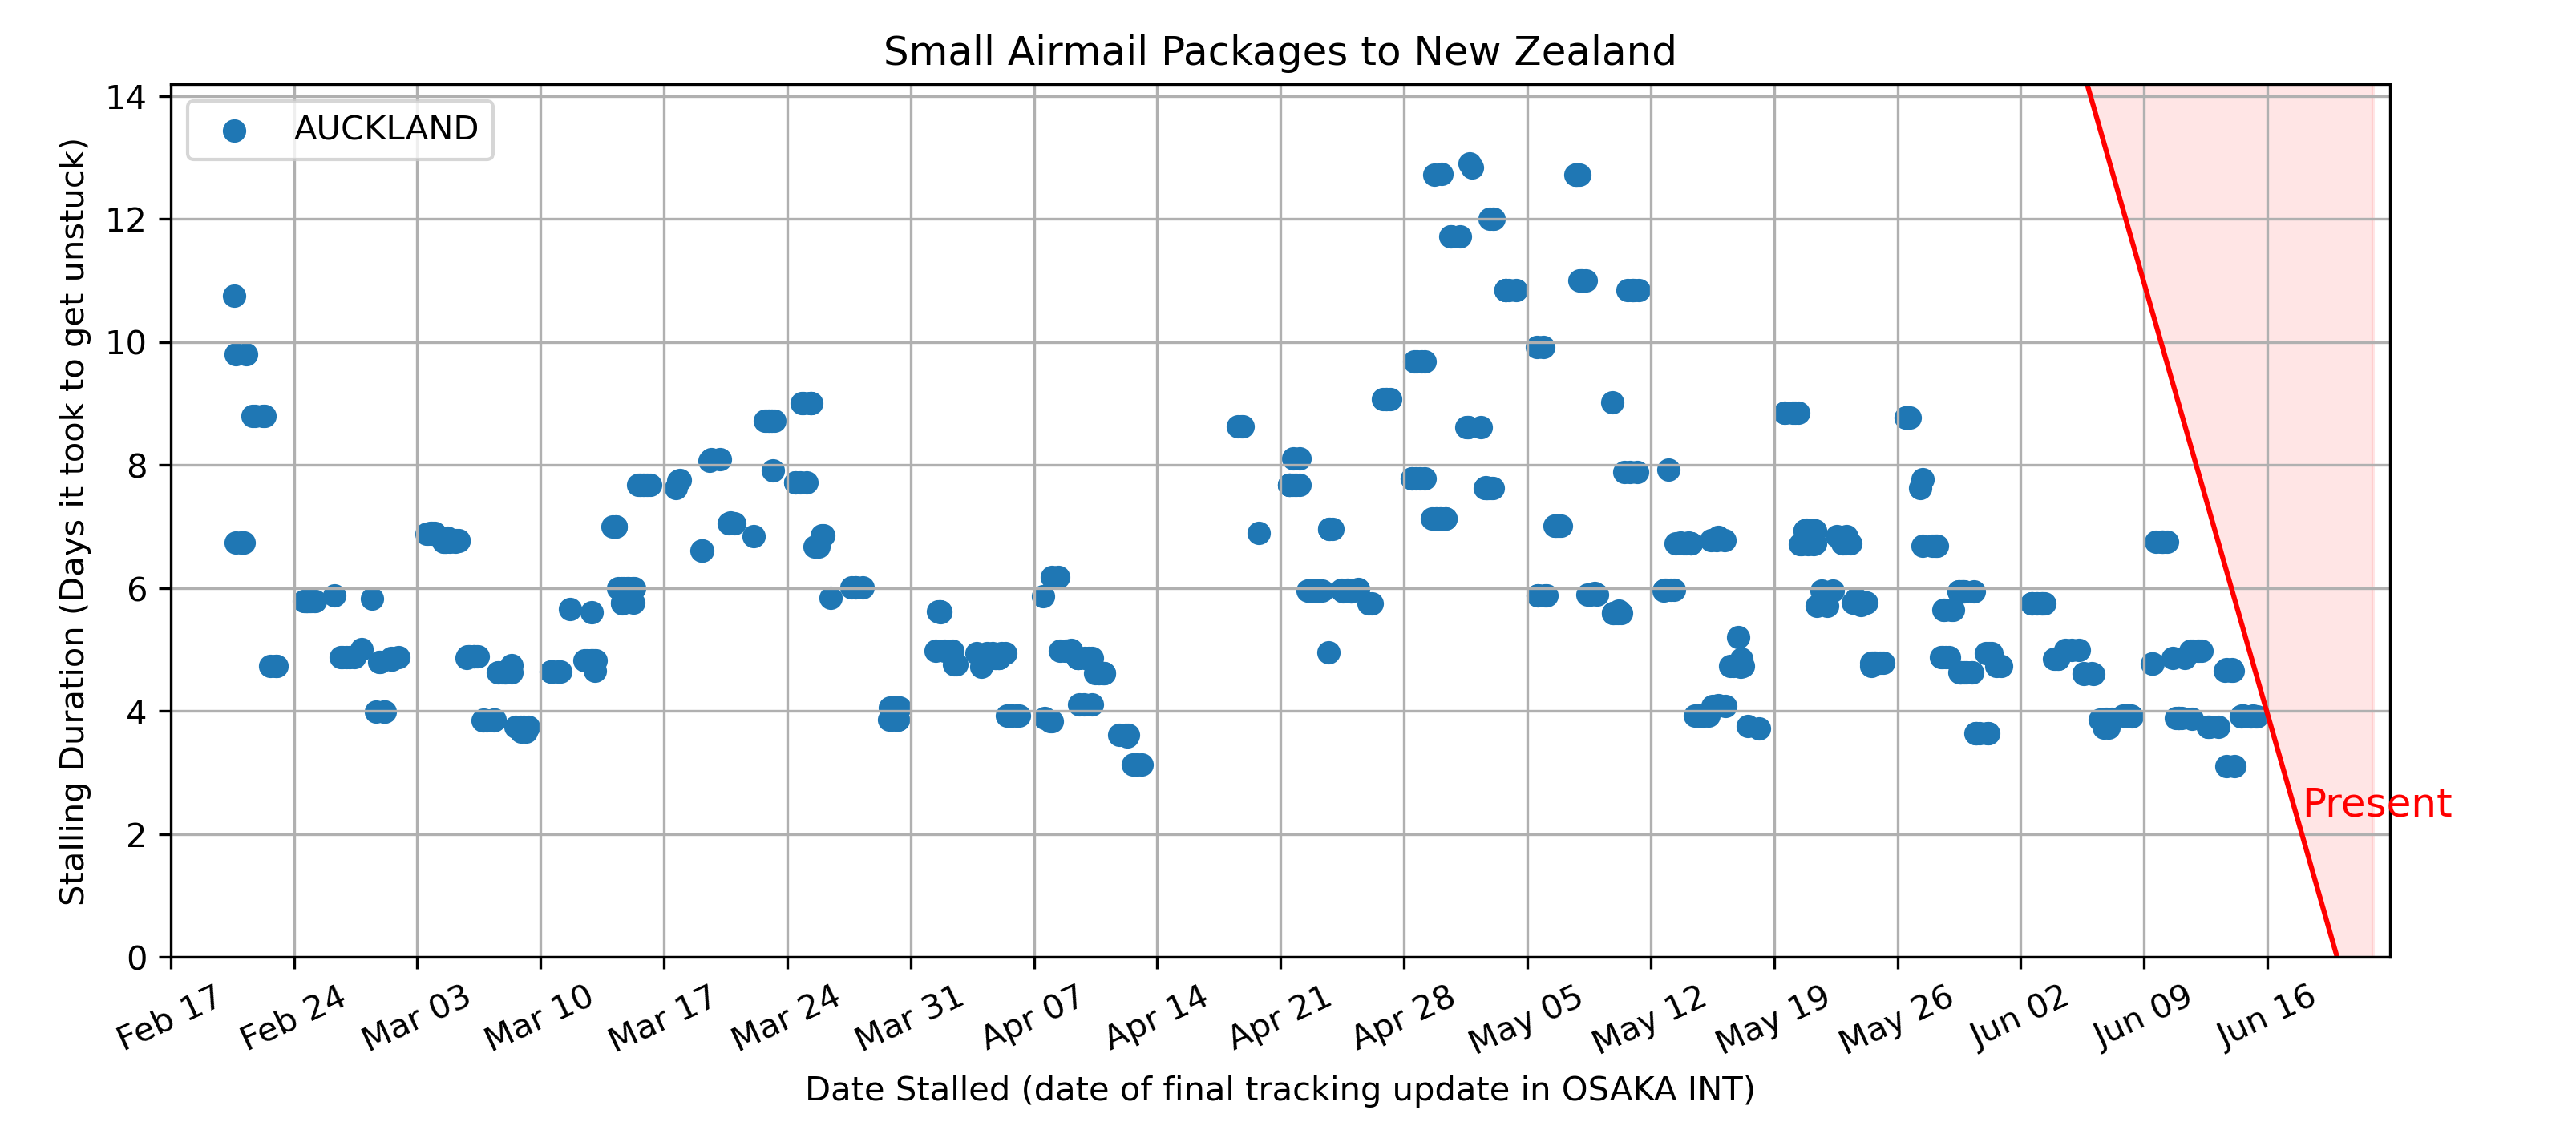 Small Airmail Packages to New Zealand
AUCKLAND
14
12
10
8
6
4
2
0
Stalling Duration (Days it took to get unstuck)
Present
Feb 17
Feb 24
Mar 03
Mar 10
Mar 17
Mar 24
Mar 31
Apr 07
Apr 14
Apr 21
Apr 28
May 05
May 12
May 19
May 26
Jun 02
Jun 09
Jun 16
Date Stalled (date of final tracking update in OSAKA INT)